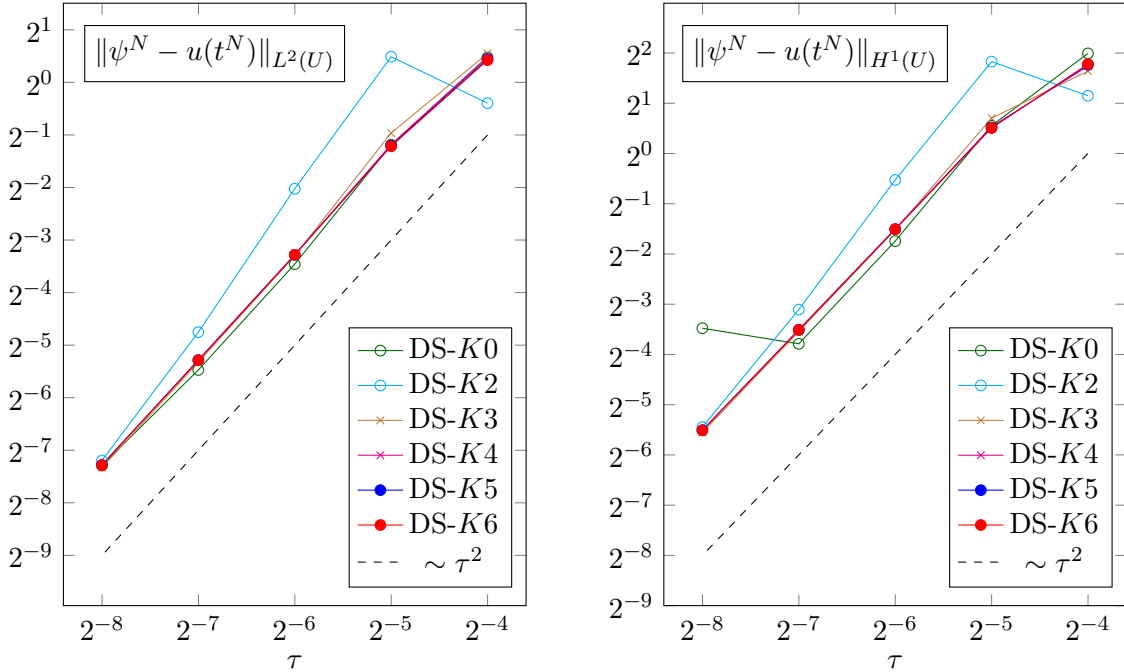 ‖ψ^N − u(t^N)‖_{L^2(U)}
2^1
2^0
2^−1
2^−2
2^−3
2^−4
2^−5
2^−6
2^−7
2^−8
2^−9
DS-K0
DS-K2
DS-K3
DS-K4
DS-K5
DS-K6
∼ τ^2
2^−8 2^−7 2^−6 2^−5 2^−4
τ
‖ψ^N − u(t^N)‖_{H^1(U)}
2^2
2^1
2^0
2^−1
2^−2
2^−3
2^−4
2^−5
2^−6
2^−7
2^−8
2^−9
DS-K0
DS-K2
DS-K3
DS-K4
DS-K5
DS-K6
∼ τ^2
2^−8 2^−7 2^−6 2^−5 2^−4
τ